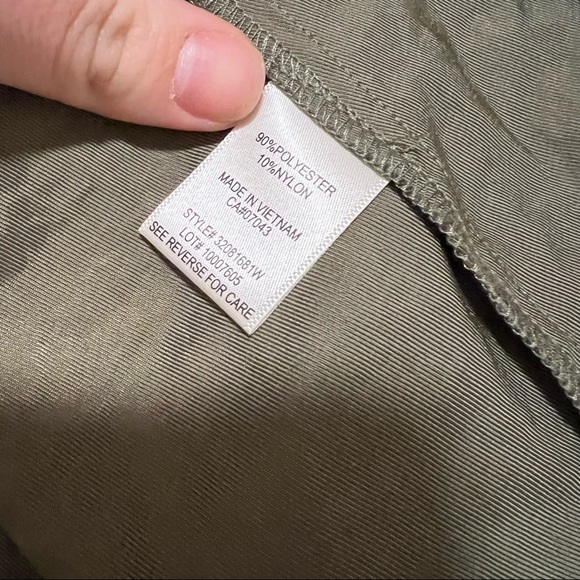 90%POLYESTER
10%NYLON
MADE IN VIETNAM
CA#07043
STYLE# 32081681W
LOT# 10007605
SEE REVERSE FOR CARE